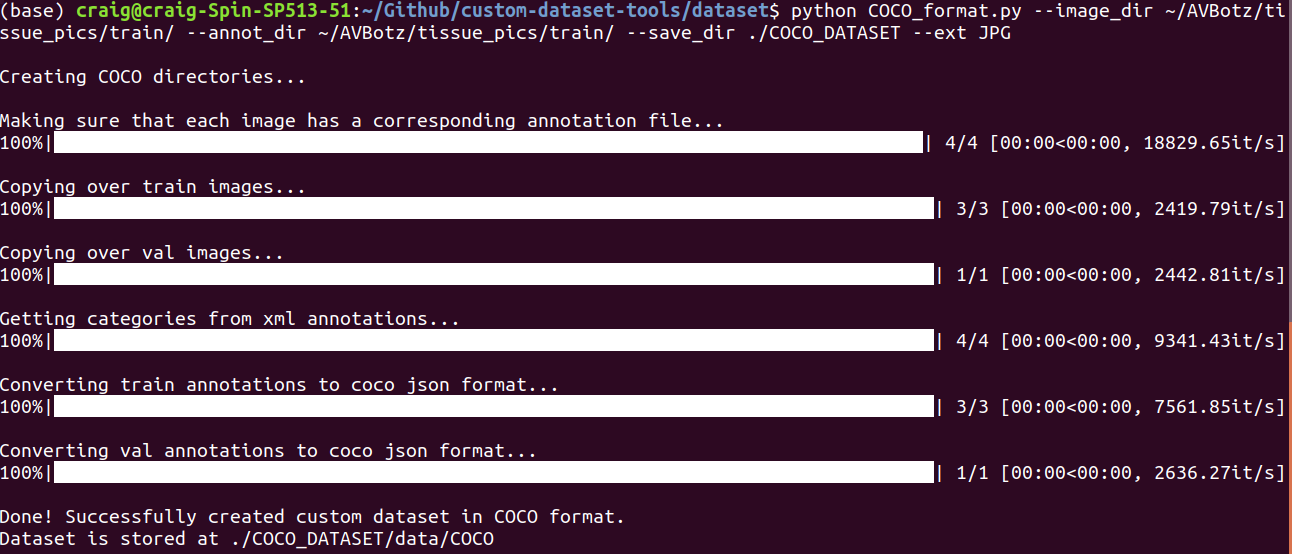 (base) craig@craig-Spin-SP513-51:~/Github/custom-dataset-tools/dataset$ python COCO_format.py --image_dir ~/AVBotz/ti
ssue_pics/train/ --annot_dir ~/AVBotz/tissue_pics/train/ --save_dir ./COCO_DATASET --ext JPG
Creating COCO directories...
Making sure that each image has a corresponding annotation file...
100%| | 4/4 [00:00<00:00, 18829.65it/s]
Copying over train images...
100%| | 3/3 [00:00<00:00, 2419.79it/s]
Copying over val images...
100%| | 1/1 [00:00<00:00, 2442.81it/s]
Getting categories from xml annotations...
100%| | 4/4 [00:00<00:00, 9341.43it/s]
Converting train annotations to coco json format...
100%| | 3/3 [00:00<00:00, 7561.85it/s]
Converting val annotations to coco json format...
100%| | 1/1 [00:00<00:00, 2636.27it/s]
Done! Successfully created custom dataset in COCO format.
Dataset is stored at ./COCO_DATASET/data/COCO